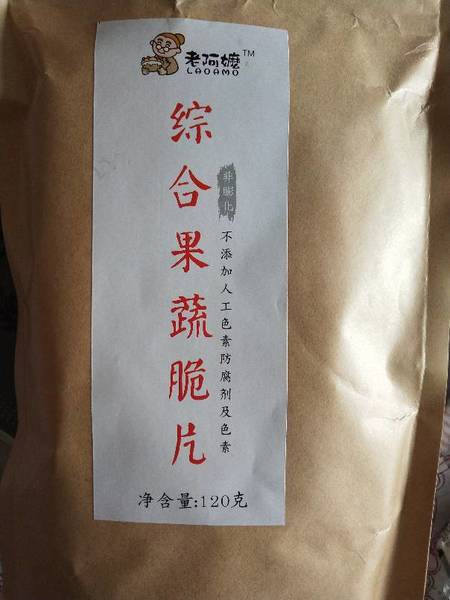 老阿嬷™
LAOAMO
综合果蔬脆片
非膨化
不添加人工色素防腐剂及色素
净含量:120克